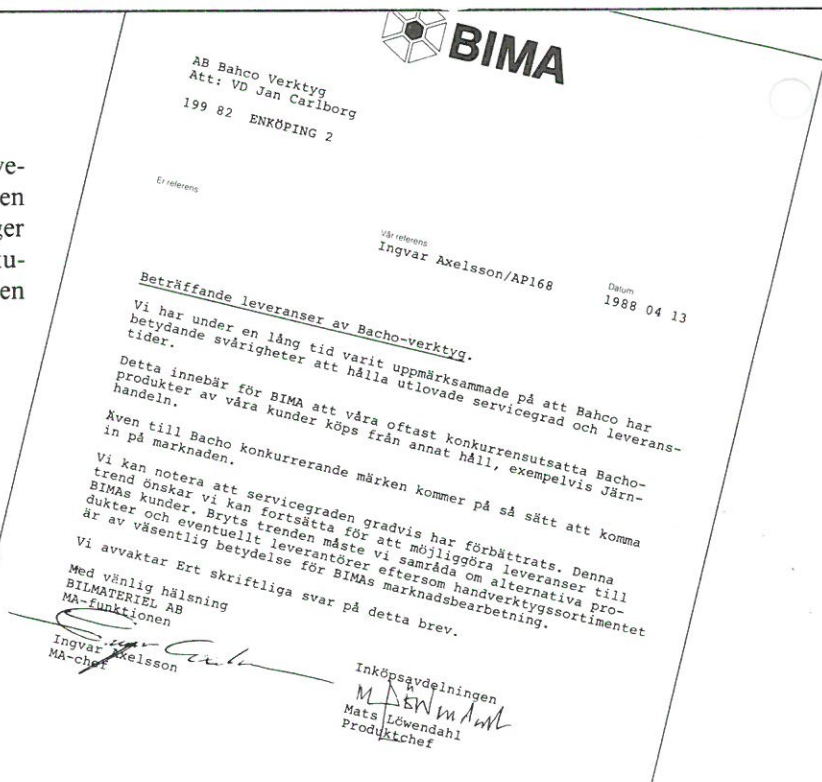 ve-
en
ger
ku-
en
BIMA
AB Bahco Verktyg
Att: VD Jan Carlborg
199 82 ENKÖPING 2
Er referens
Vår referens
Ingvar Axelsson/AP168
Datum
1988 04 13
Beträffande leveranser av Bacho-verktyg.
Vi har under en lång tid varit uppmärksammade på att Bahco har
betydande svårigheter att hålla utlovade servicegrad och leverans-
tider.
Detta innebär för BIMA att våra oftast konkurrensutsatta Bacho-
produkter av våra kunder köps från annat håll, exempelvis Järn-
handeln.
Även till Bacho konkurrerande märken kommer på så sätt att komma
in på marknaden.
Vi kan notera att servicegraden gradvis har förbättrats. Denna
trend önskar vi kan fortsätta för att möjliggöra leveranser till
BIMAs kunder. Bryts trenden måste vi samråda om alternativa pro-
dukter och eventuellt leverantörer eftersom handverktygssortimentet
är av väsentlig betydelse för BIMAs marknadsbearbetning.
Vi avvaktar Ert skriftliga svar på detta brev.
Med vänlig hälsning
BILMATERIEL AB
MA-funktionen
Ingvar Axelsson
MA-chef
Inköpsavdelningen
Mats Löwendahl
Produktchef